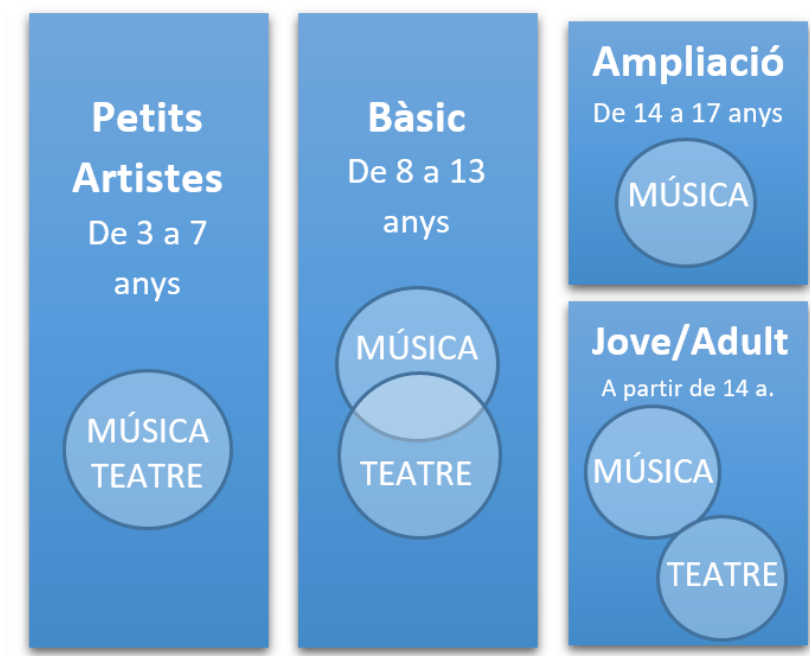 Petits
Artistes
De 3 a 7
anys
MÚSICA
TEATRE
Bàsic
De 8 a 13
anys
MÚSICA
TEATRE
Ampliació
De 14 a 17 anys
MÚSICA
Jove/Adult
A partir de 14 a.
MÚSICA
TEATRE